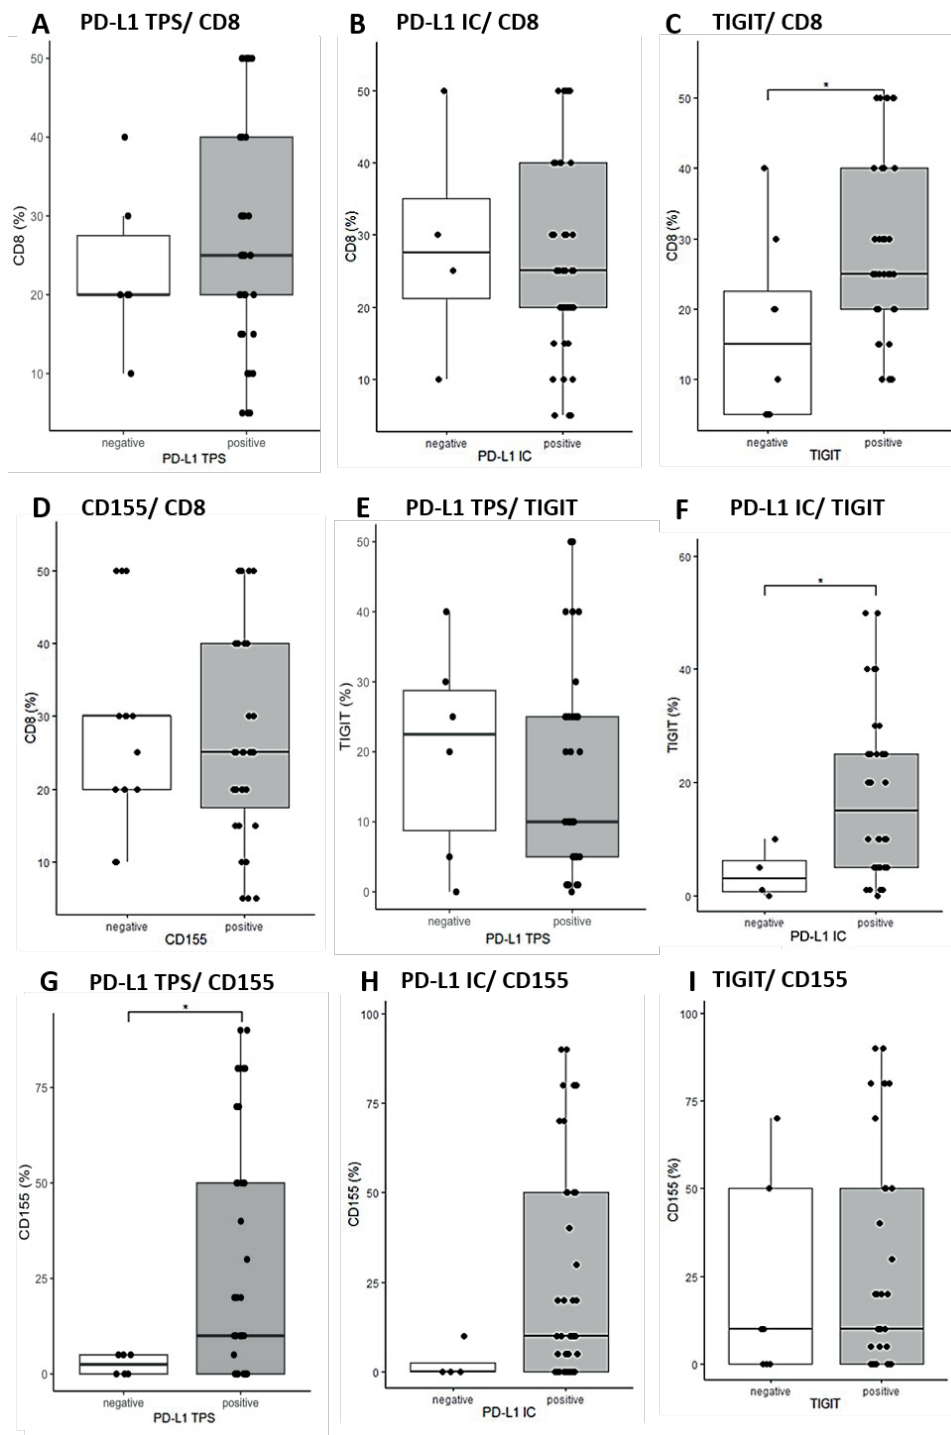 A PD-L1 TPS/ CD8
50
40
30
20
10
CD8 (%)
negative positive
PD-L1 TPS
B PD-L1 IC/ CD8
50
40
30
20
10
CD8 (%)
negative positive
PD-L1 IC
C TIGIT/ CD8
*
50
40
30
20
10
CD8 (%)
negative positive
TIGIT
D CD155/ CD8
50
40
30
20
10
CD8 (%)
negative positive
CD155
E PD-L1 TPS/ TIGIT
50
40
30
20
10
0
TIGIT (%)
negative positive
PD-L1 TPS
F PD-L1 IC/ TIGIT
*
60
40
20
0
TIGIT (%)
negative positive
PD-L1 IC
G PD-L1 TPS/ CD155
*
75
50
25
0
CD155 (%)
negative positive
PD-L1 TPS
H PD-L1 IC/ CD155
100
75
50
25
0
CD155 (%)
negative positive
PD-L1 IC
I TIGIT/ CD155
100
75
50
25
0
CD155 (%)
negative positive
TIGIT